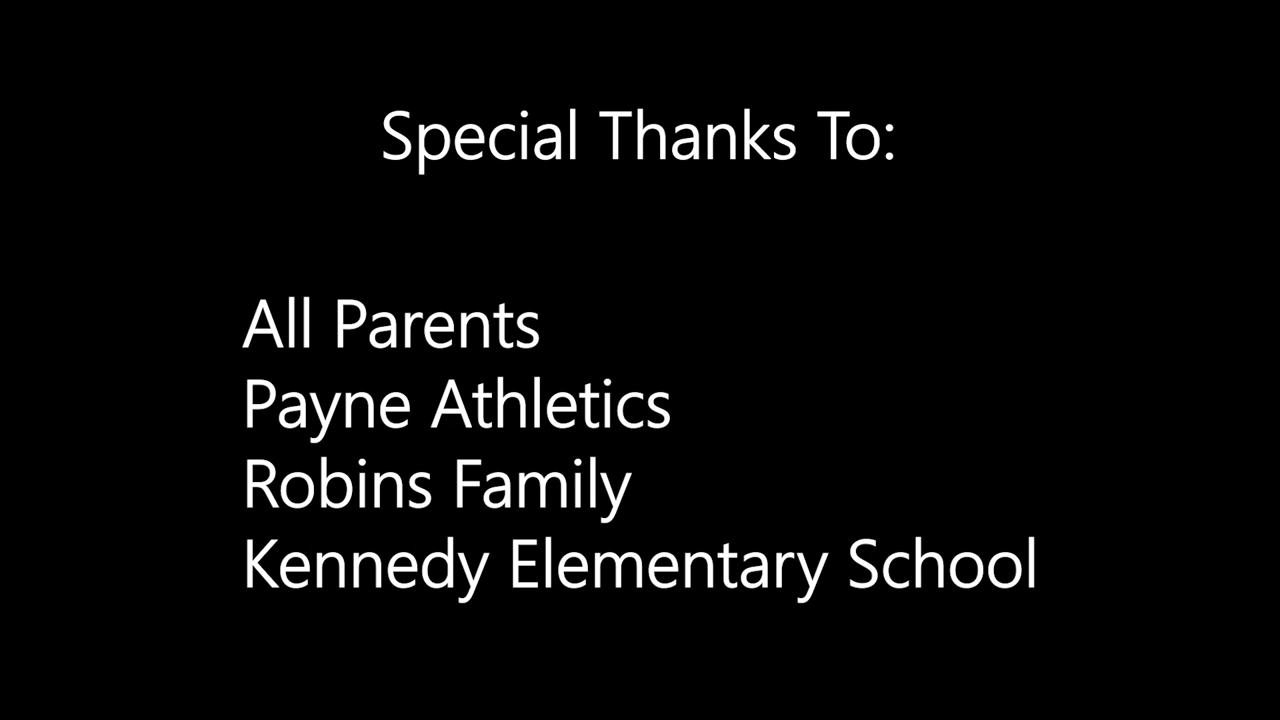 Special Thanks To:
All Parents
Payne Athletics
Robins Family
Kennedy Elementary School